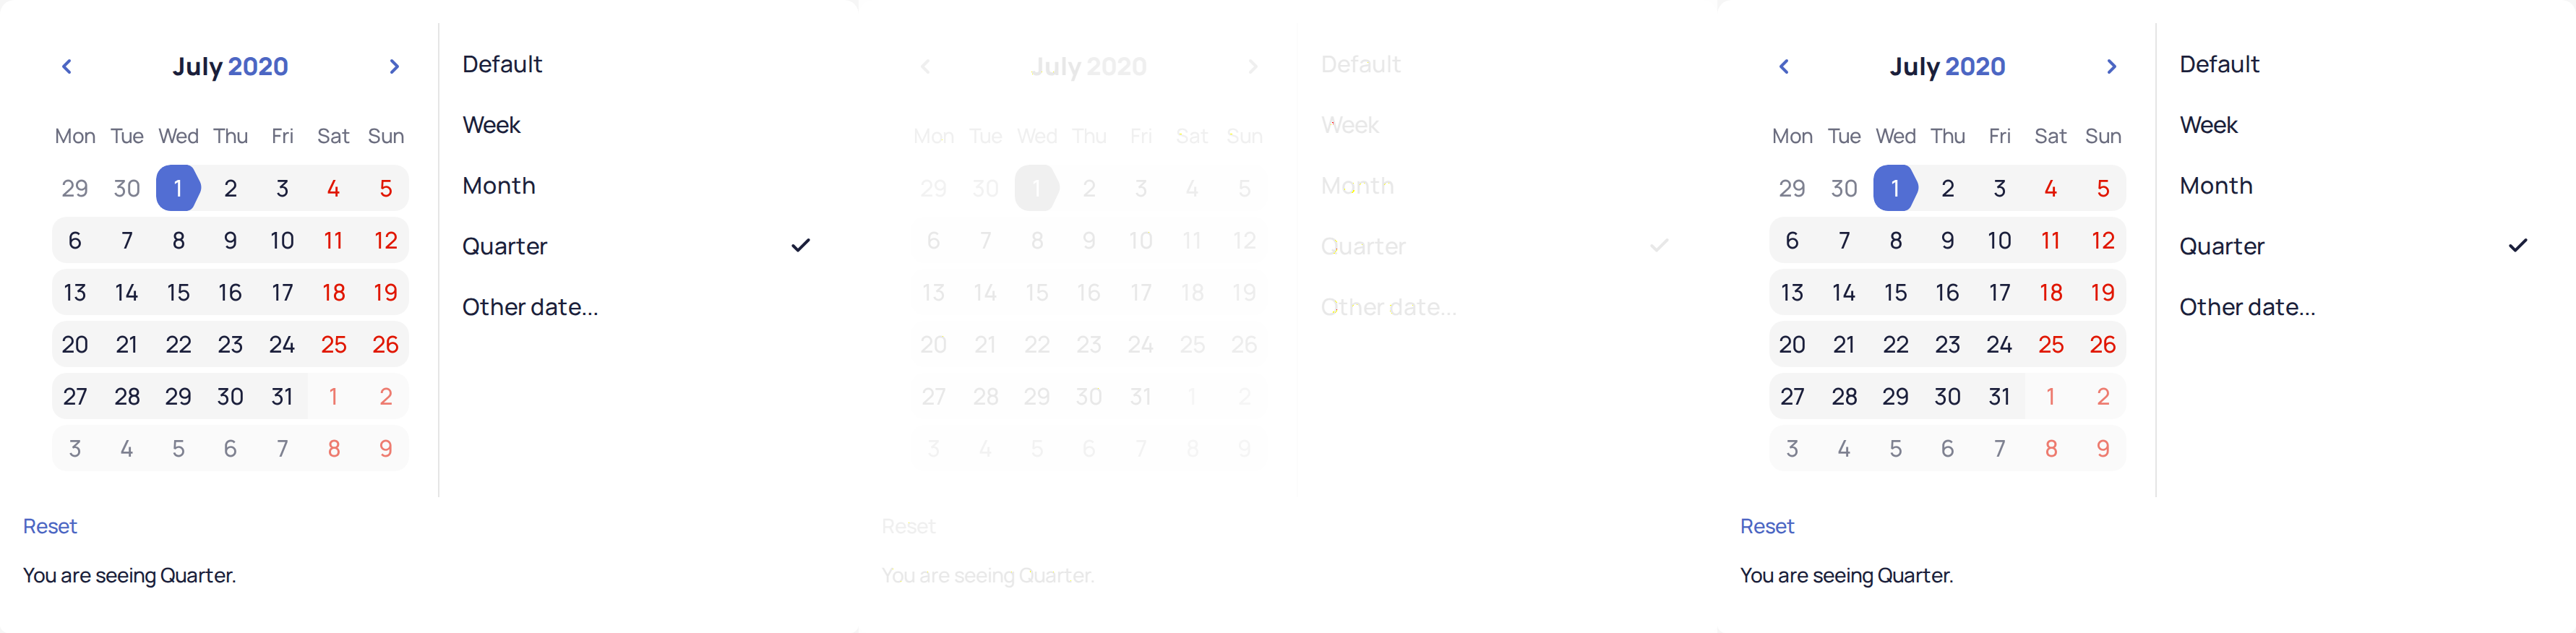 July 2020
Mon Tue Wed Thu Fri Sat Sun
29 30 1 2 3 4 5
6 7 8 9 10 11 12
13 14 15 16 17 18 19
20 21 22 23 24 25 26
27 28 29 30 31 1 2
3 4 5 6 7 8 9
Default
Week
Month
Quarter
Other date...
Reset
You are seeing Quarter.
July 2020
Mon Tue Wed Thu Fri Sat Sun
29 30 1 2 3 4 5
6 7 8 9 10 11 12
13 14 15 16 17 18 19
20 21 22 23 24 25 26
27 28 29 30 31 1 2
3 4 5 6 7 8 9
Default
Week
Month
Quarter
Other date...
Reset
You are seeing Quarter.
July 2020
Mon Tue Wed Thu Fri Sat Sun
29 30 1 2 3 4 5
6 7 8 9 10 11 12
13 14 15 16 17 18 19
20 21 22 23 24 25 26
27 28 29 30 31 1 2
3 4 5 6 7 8 9
Default
Week
Month
Quarter
Other date...
Reset
You are seeing Quarter.